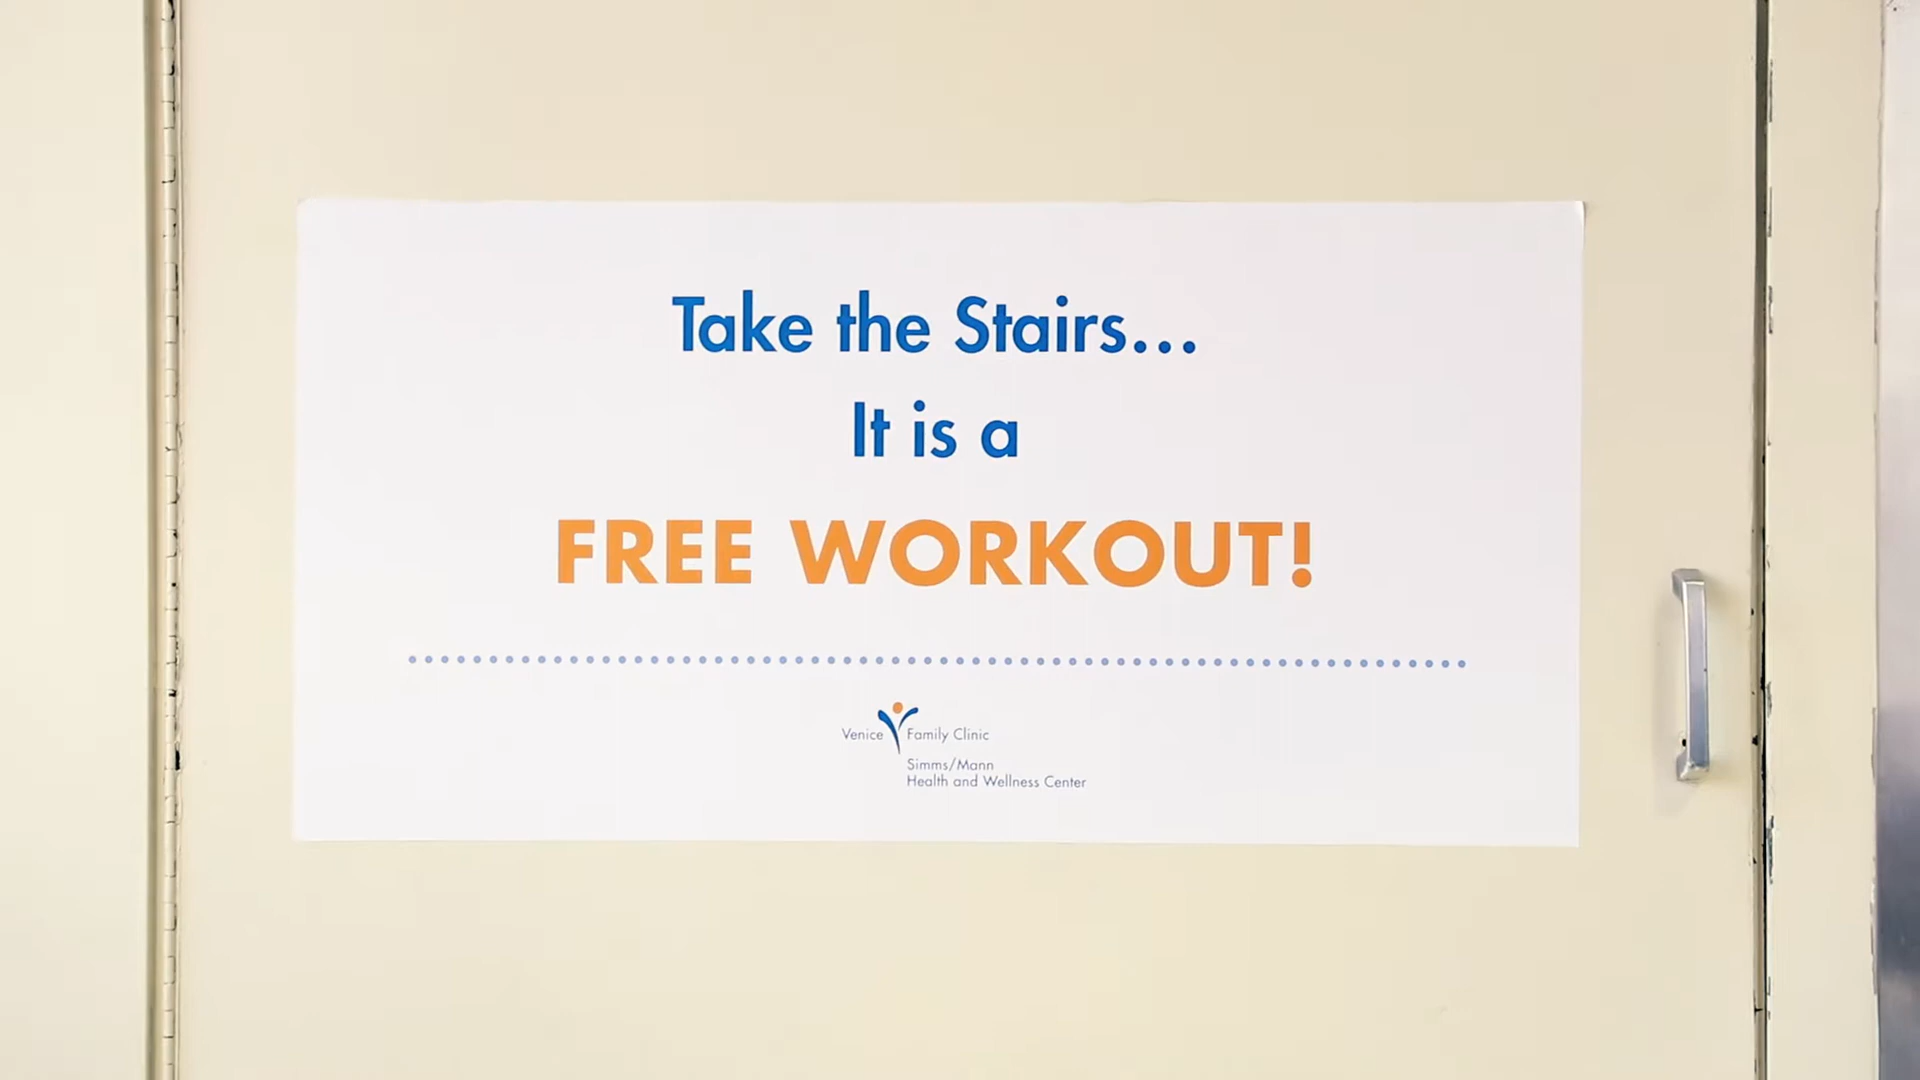 Take the Stairs...
It is a
FREE WORKOUT!
Venice Family Clinic
Simms/Mann
Health and Wellness Center